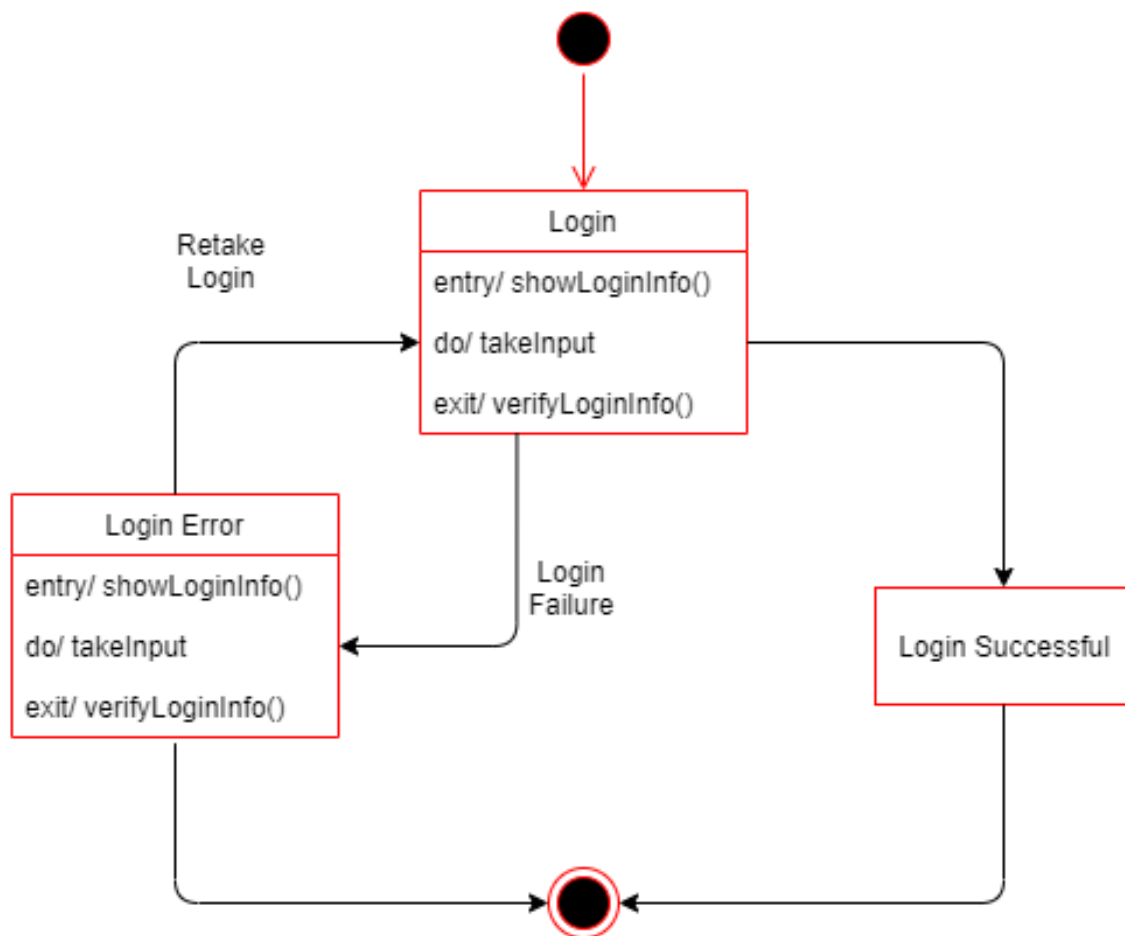 Login
entry/ showLoginInfo()
do/ takeInput
exit/ verifyLoginInfo()
Retake
Login
Login Error
entry/ showLoginInfo()
do/ takeInput
exit/ verifyLoginInfo()
Login
Failure
Login Successful